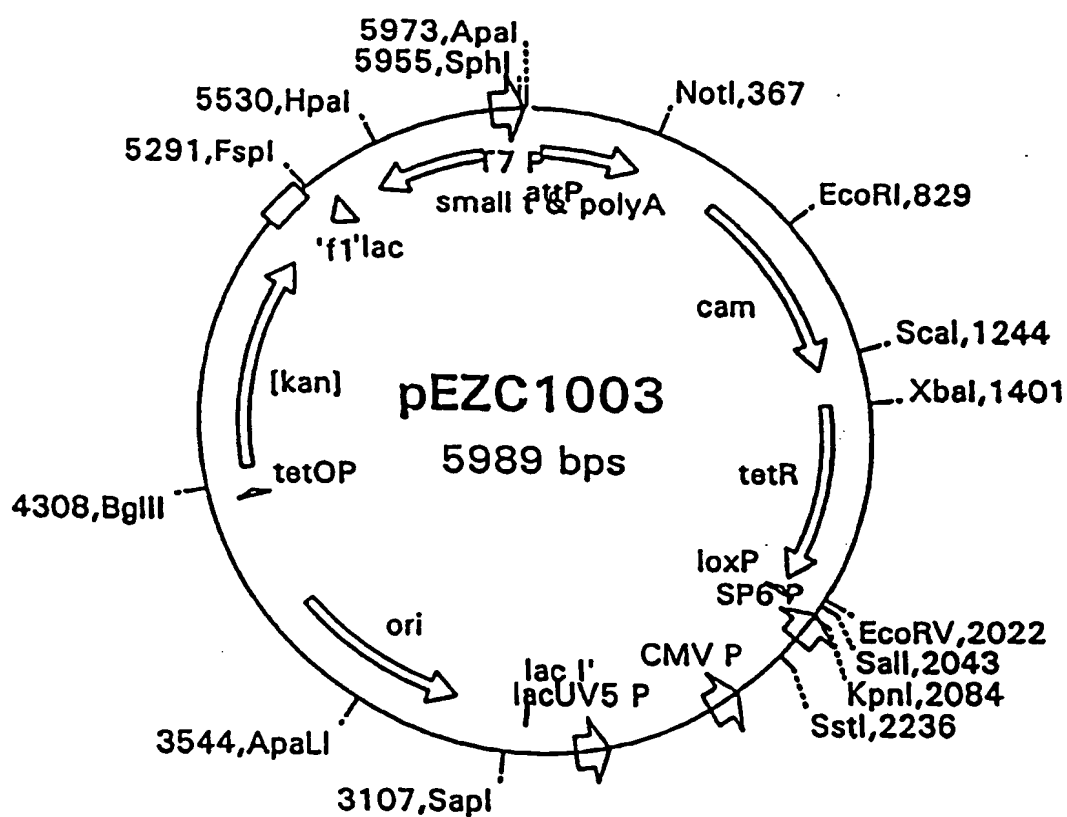 5973,ApaI
5955,SphI
NotI,367
5530,HpaI
5291,FspI
T7 P
attP
small t & polyA
EcoRI,829
'f1'lac
cam
ScaI,1244
[kan]
pEZC1003
XbaI,1401
5989 bps
tetR
tetOP
4308,BglII
loxP
SP6 P
ori
EcoRV,2022
CMV P
SalI,2043
lac I'
KpnI,2084
lacUV5 P
SstI,2236
3544,ApaLI
3107,SapI